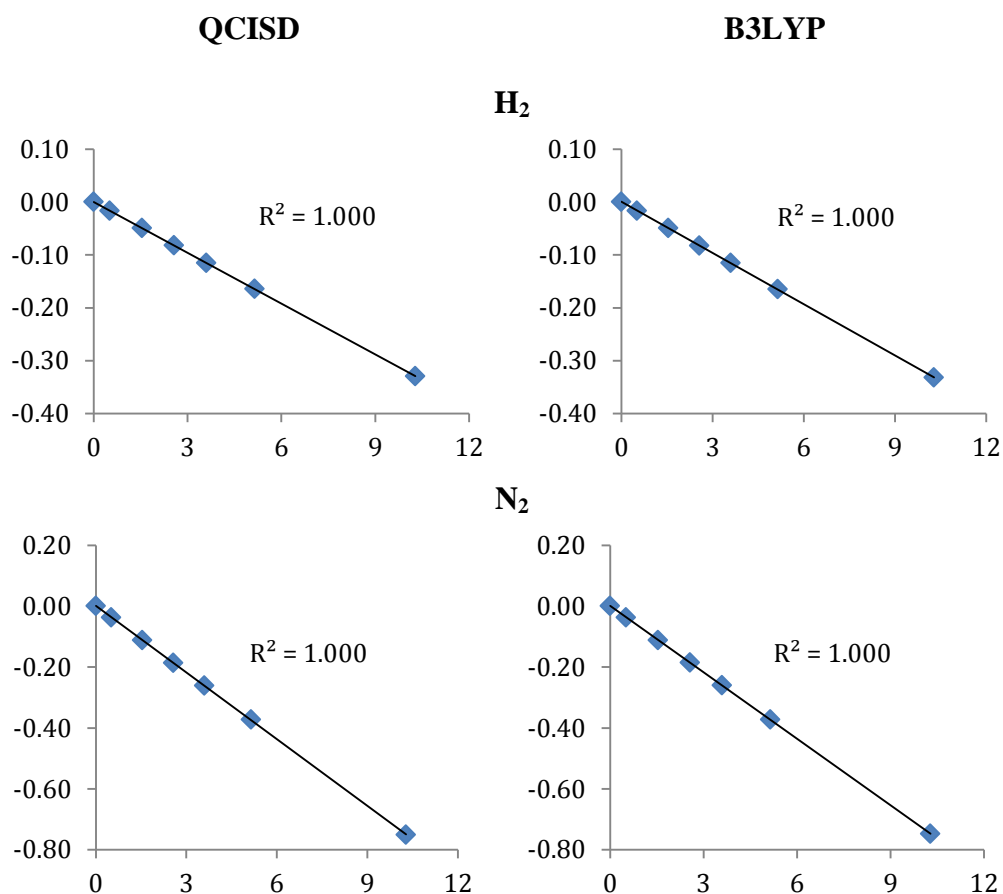 QCISD B3LYP
H₂
0.10 0.10
0.00 0.00
R² = 1.000 R² = 1.000
-0.10 -0.10
-0.20 -0.20
-0.30 -0.30
-0.40 -0.40
0 3 6 9 12 0 3 6 9 12
N₂
0.20 0.20
0.00 0.00
R² = 1.000 R² = 1.000
-0.20 -0.20
-0.40 -0.40
-0.60 -0.60
-0.80 -0.80
0 3 6 9 12 0 3 6 9 12